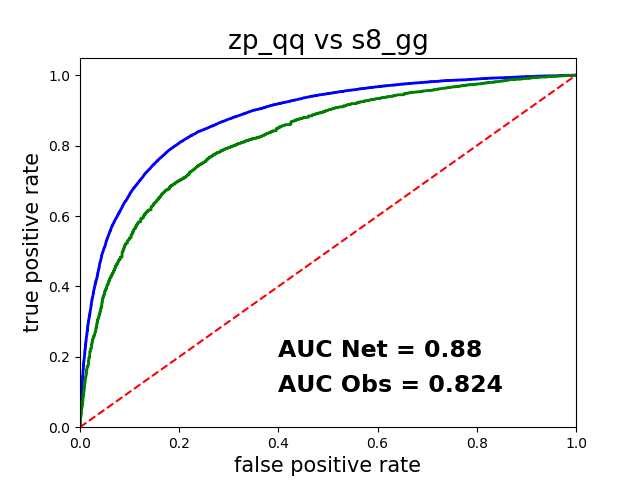 zp_qq vs s8_gg
true positive rate
1.0
0.8
0.6
0.4
0.2
0.0
AUC Net = 0.88
AUC Obs = 0.824
0.0 0.2 0.4 0.6 0.8 1.0
false positive rate